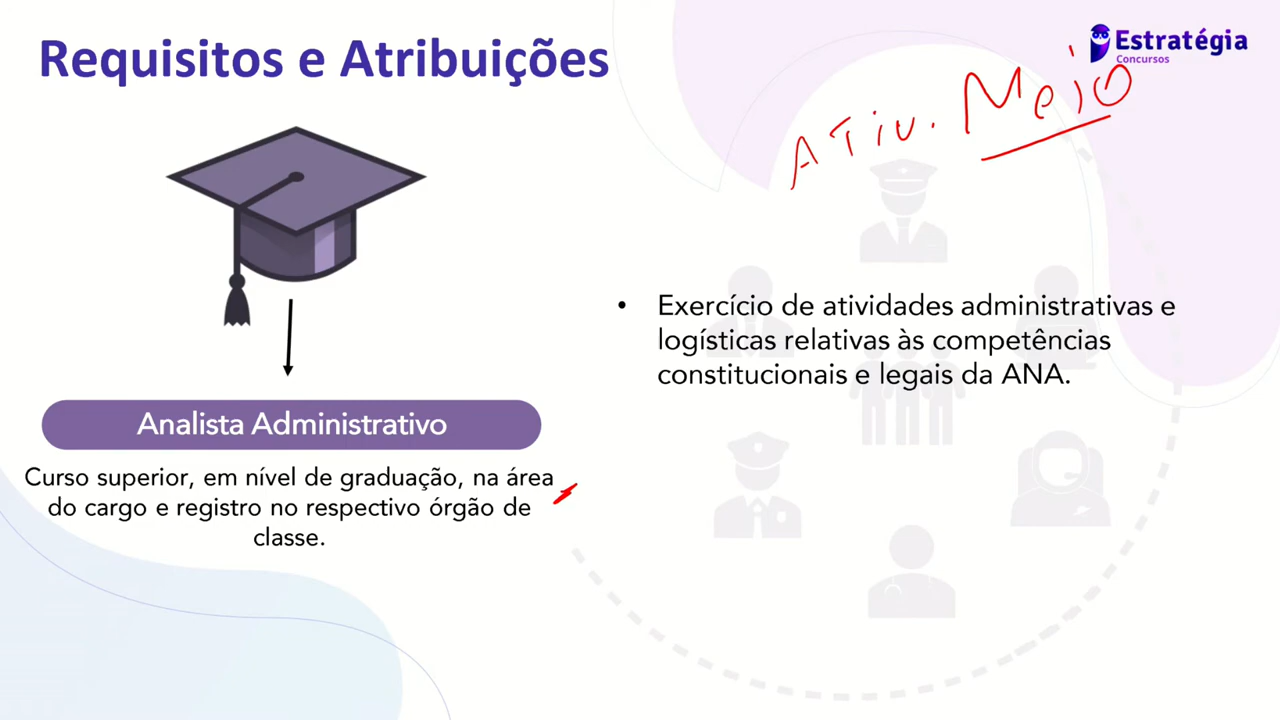 Requisitos e Atribuições
Estratégia
Concursos
ATiv. Meio
Exercício de atividades administrativas e
logísticas relativas às competências
constitucionais e legais da ANA.
Analista Administrativo
Curso superior, em nível de graduação, na área
do cargo e registro no respectivo órgão de
classe.